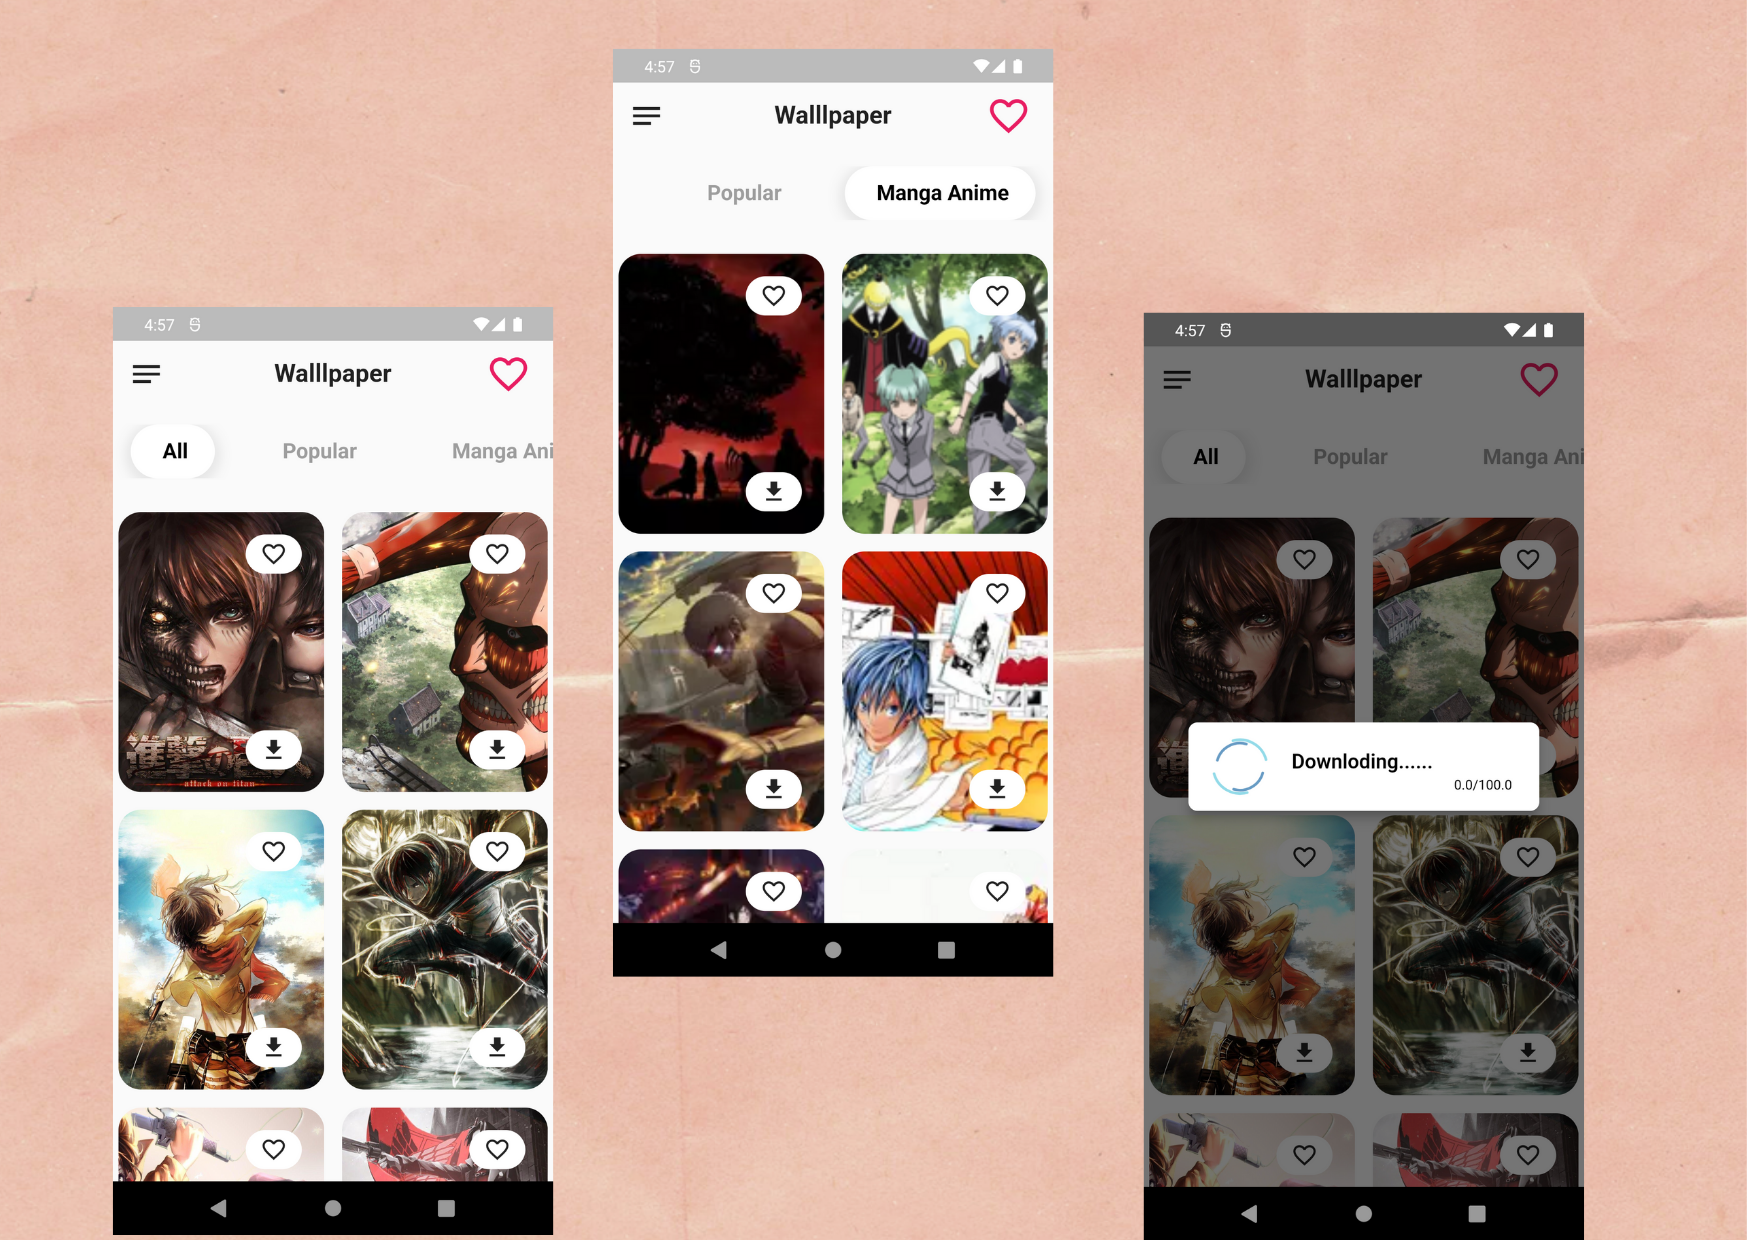 4:57
Walllpaper
All
Popular
Manga Ani
attack on titan
4:57
Walllpaper
Popular
Manga Anime
4:57
Walllpaper
All
Popular
Manga Ani
Downloding......
0.0/100.0